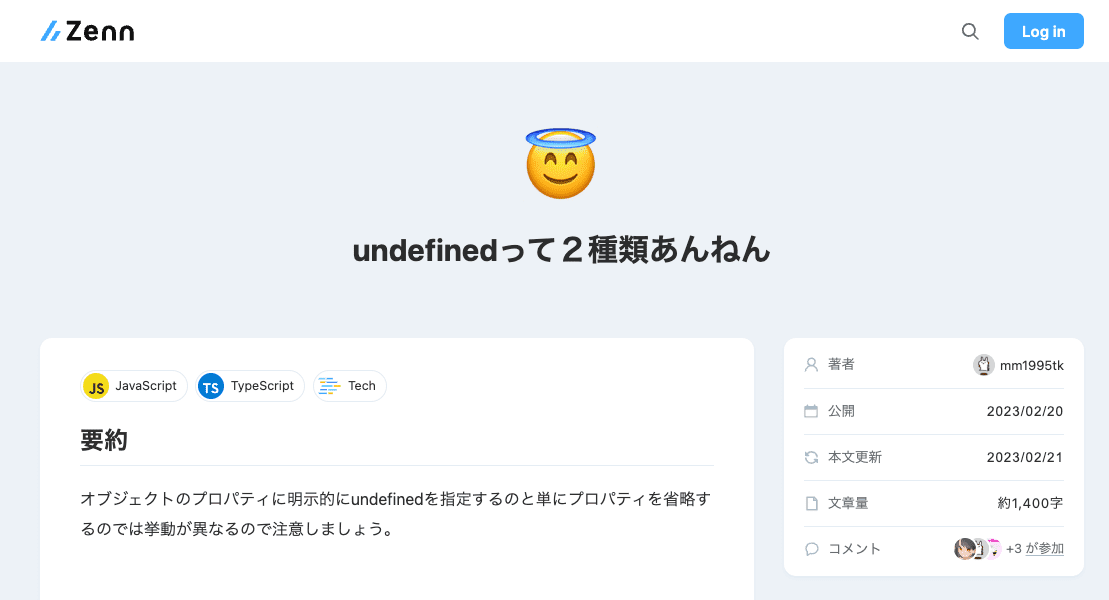 Zenn
Log in
undefinedって２種類あんねん
JavaScript
TypeScript
Tech
要約
オブジェクトのプロパティに明示的にundefinedを指定するのと単にプロパティを省略す
るのでは挙動が異なるので注意しましょう。
著者 mm1995tk
公開 2023/02/20
本文更新 2023/02/21
文章量 約1,400字
コメント +3 が参加